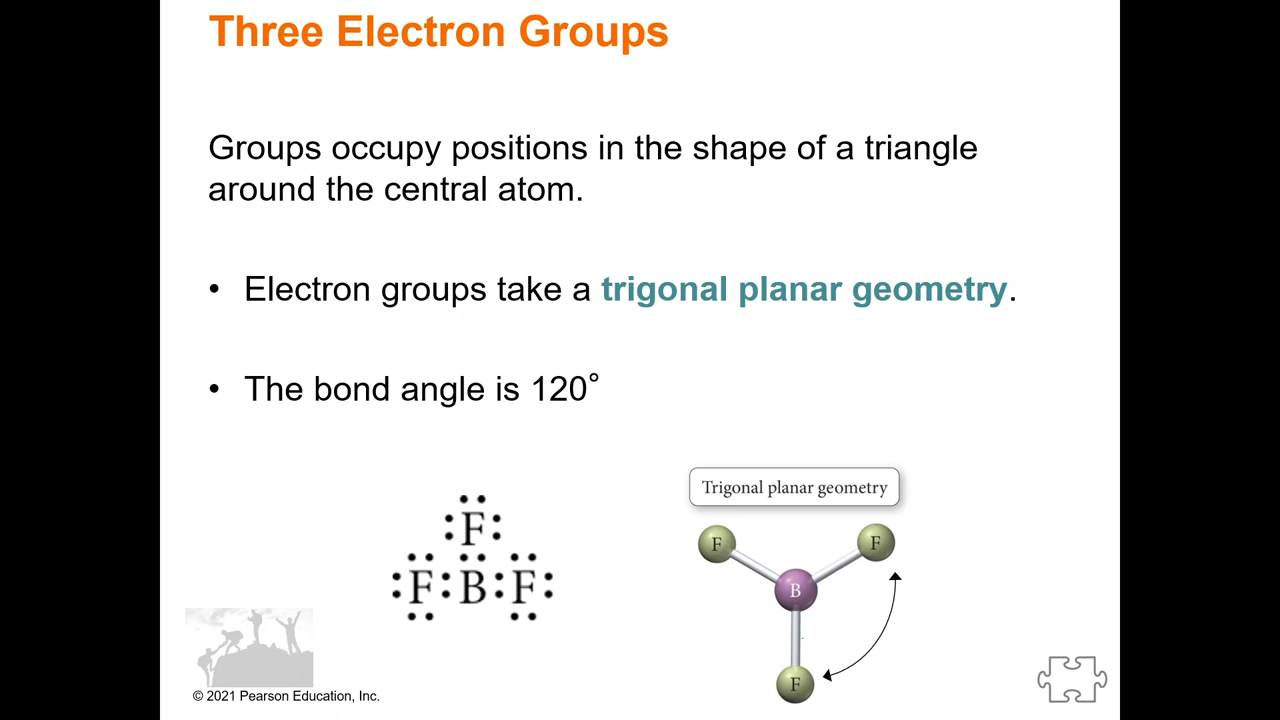 Three Electron Groups
Groups occupy positions in the shape of a triangle
around the central atom.
• Electron groups take a trigonal planar geometry.
• The bond angle is 120°
Trigonal planar geometry
:F:
:F:B:F:
F F
B
F
© 2021 Pearson Education, Inc.